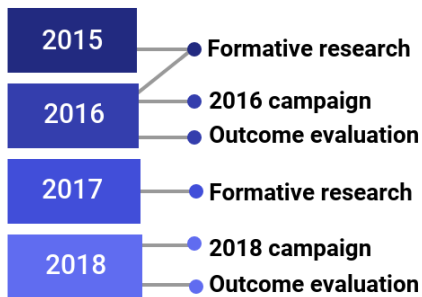 2015
Formative research
2016
2016 campaign
Outcome evaluation
2017
Formative research
2018
2018 campaign
Outcome evaluation